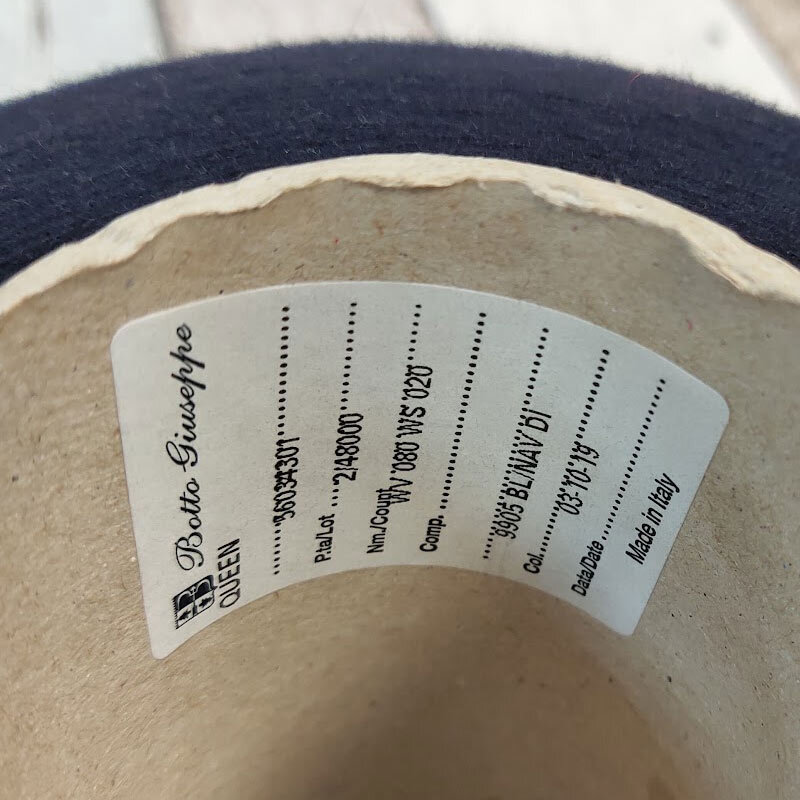 Botto Giuseppe
QUEEN
36034301
P.ta/Lot
2/48000
Nm./Count
WV 080 WS 020
Comp.
9905 BL/NAV DI
Col.
03-10-19
Data/Date
Made in Italy